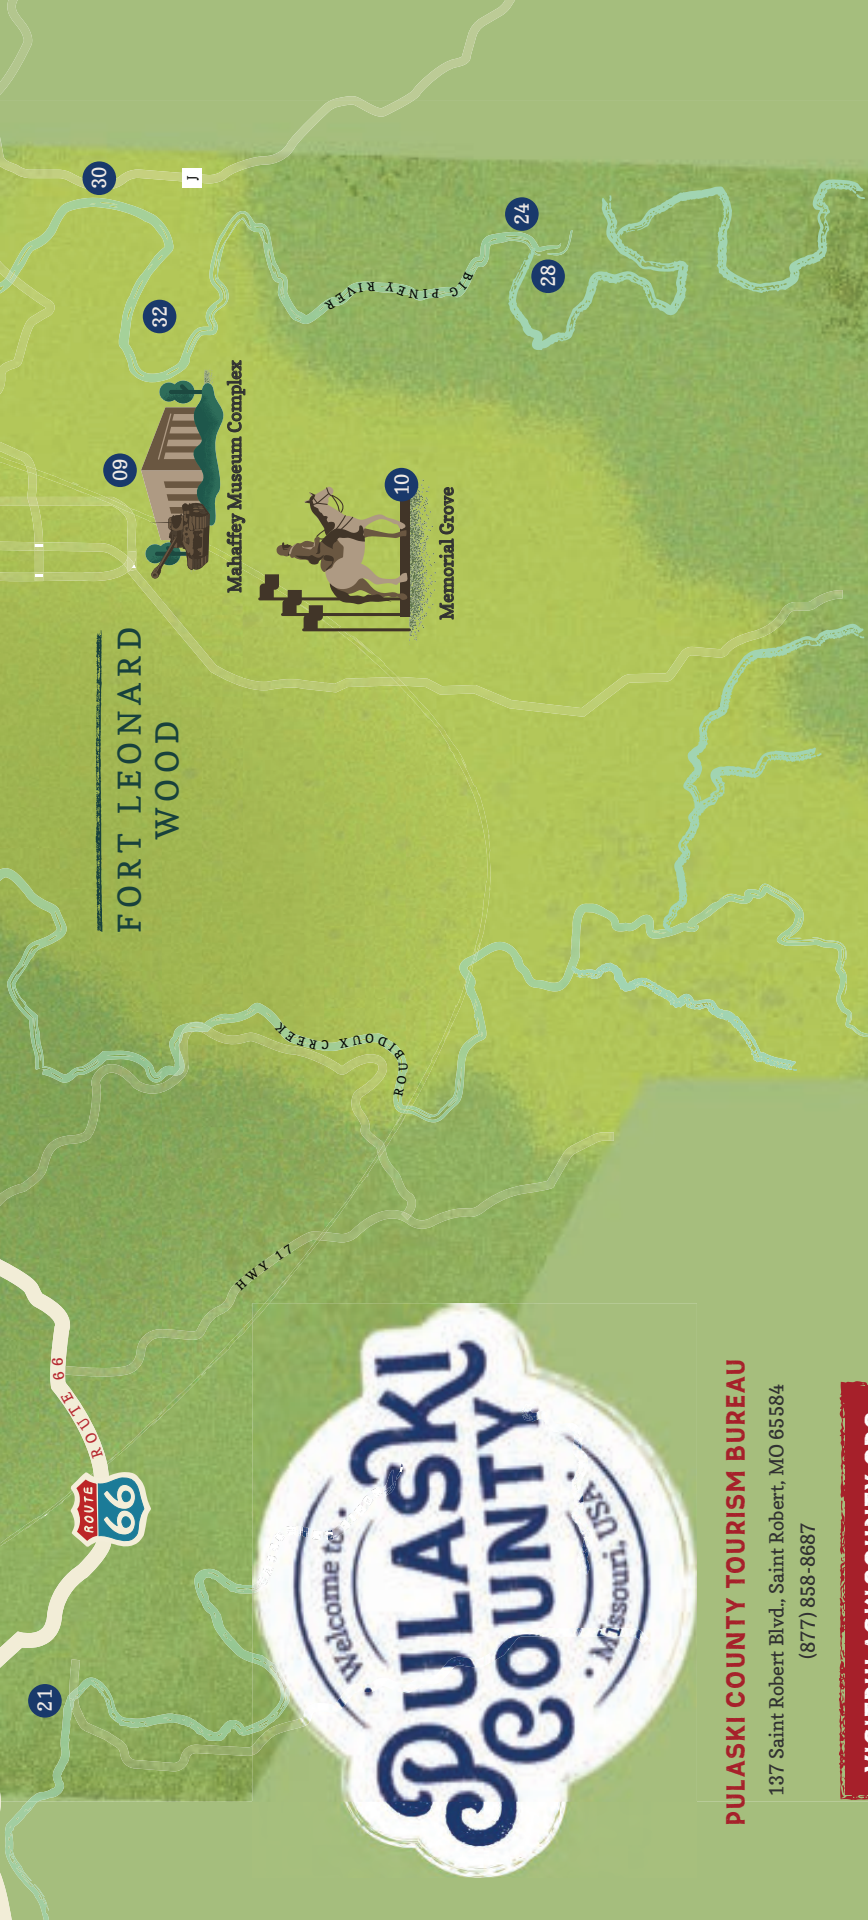 30
J
24
28
BIG PINEY RIVER
32
09
Mahaffey Museum Complex
10
Memorial Grove
FORT LEONARD
WOOD
ROUBIDOUX CREEK
HWY 17
ROUTE 66
ROUTE
66
21
• Welcome to •
PULASKI
COUNTY
• Missouri, USA •
PULASKI COUNTY TOURISM BUREAU
137 Saint Robert Blvd., Saint Robert, MO 65584
(877) 858-8687